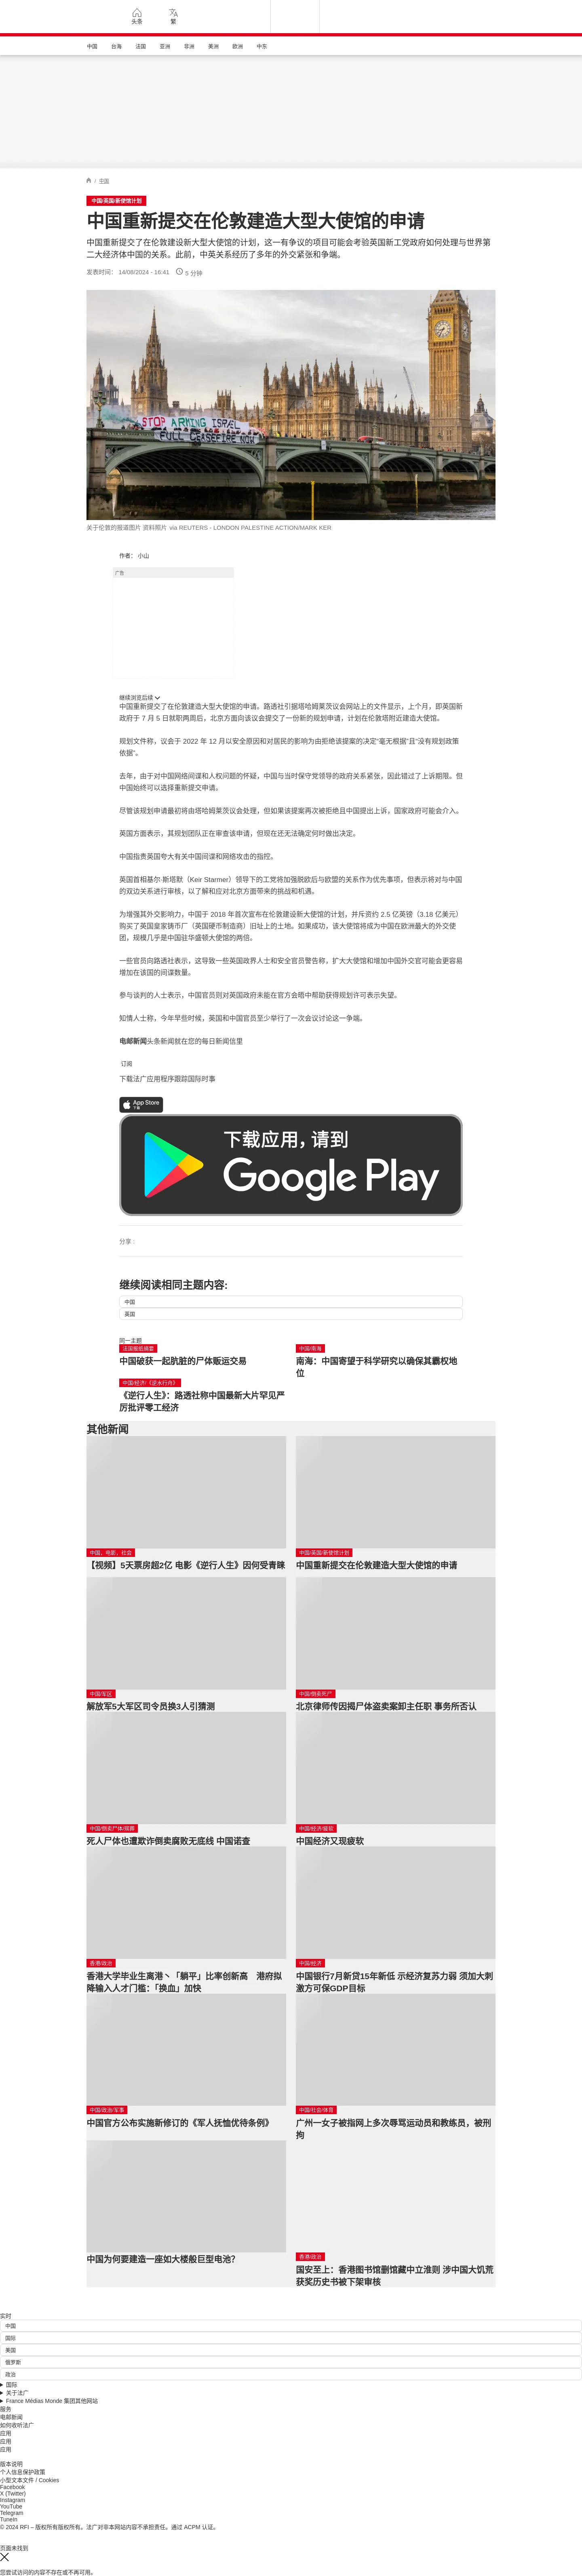 头条
繁
中国
台海
法国
亚洲
非洲
美洲
欧洲
中东
/ 中国
中国/英国/新使馆计划
中国重新提交在伦敦建造大型大使馆的申请
中国重新提交了在伦敦建设新大型大使馆的计划，这一有争议的项目可能会考验英国新工党政府如何处理与世界第
二大经济体中国的关系。此前，中英关系经历了多年的外交紧张和争端。
发表时间： 14/08/2024 - 16:41
5 分钟
STOP ARMING ISRAEL
FULL CEASEFIRE NOW
关于伦敦的报道图片 资料照片 via REUTERS - LONDON PALESTINE ACTION/MARK KER
作者： 小山
广告
继续浏览后续
中国重新提交了在伦敦建造大型大使馆的申请。路透社引据塔哈姆莱茨议会网站上的文件显示，上个月，即英国新
政府于 7 月 5 日就职两周后，北京方面向该议会提交了一份新的规划申请，计划在伦敦塔附近建造大使馆。
规划文件称，议会于 2022 年 12 月以安全原因和对居民的影响为由拒绝该提案的决定“毫无根据”且“没有规划政策
依据”。
去年，由于对中国网络间谍和人权问题的怀疑，中国与当时保守党领导的政府关系紧张，因此错过了上诉期限。但
中国始终可以选择重新提交申请。
尽管该规划申请最初将由塔哈姆莱茨议会处理，但如果该提案再次被拒绝且中国提出上诉，国家政府可能会介入。
英国方面表示，其规划团队正在审查该申请，但现在还无法确定何时做出决定。
中国指责英国夸大有关中国间谍和网络攻击的指控。
英国首相基尔·斯塔默（Keir Starmer）领导下的工党将加强脱欧后与欧盟的关系作为优先事项，但表示将对与中国
的双边关系进行审核，以了解和应对北京方面带来的挑战和机遇。
为增强其外交影响力，中国于 2018 年首次宣布在伦敦建设新大使馆的计划，并斥资约 2.5 亿英镑（3.18 亿美元）
购买了英国皇家铸币厂（英国硬币制造商）旧址上的土地。如果成功，该大使馆将成为中国在欧洲最大的外交使
团，规模几乎是中国驻华盛顿大使馆的两倍。
一些官员向路透社表示，这导致一些英国政界人士和安全官员警告称，扩大大使馆和增加中国外交官可能会更容易
增加在该国的间谍数量。
参与谈判的人士表示，中国官员则对英国政府未能在官方会晤中帮助获得规划许可表示失望。
知情人士称，今年早些时候，英国和中国官员至少举行了一次会议讨论这一争端。
电邮新闻头条新闻就在您的每日新闻信里
订阅
下载法广应用程序跟踪国际时事
App Store
下载
下载应用，请到
Google Play
分享 :
继续阅读相同主题内容:
中国
英国
同一主题
法国报纸摘要
中国破获一起肮脏的尸体贩运交易
中国/南海
南海：中国寄望于科学研究以确保其霸权地
位
中国/经济/《逆水行舟》
《逆行人生》：路透社称中国最新大片罕见严
厉批评零工经济
其他新闻
中国，电影，社会
【视频】5天票房超2亿 电影《逆行人生》因何受青睐
中国/英国/新使馆计划
中国重新提交在伦敦建造大型大使馆的申请
中国/军区
解放军5大军区司令员换3人引猜测
中国/倒卖死尸
北京律师传因揭尸体盗卖案卸主任职 事务所否认
中国/倒卖尸体/殡葬
死人尸体也遭欺诈倒卖腐败无底线 中国诺查
中国/经济/疲软
中国经济又现疲软
香港/政治
香港大学毕业生离港丶「躺平」比率创新高　港府拟
降输入人才门槛：「换血」加快
中国/经济
中国银行7月新贷15年新低 示经济复苏力弱 须加大刺
激方可保GDP目标
中国/政治/军事
中国官方公布实施新修订的《军人抚恤优待条例》
中国/社会/体育
广州一女子被指网上多次辱骂运动员和教练员，被刑
拘
中国为何要建造一座如大楼般巨型电池？
香港/政治
国安至上：香港图书馆删馆藏中立准则 涉中国大饥荒
获奖历史书被下架审核
实时
中国
国际
美国
俄罗斯
政治
国际
关于法广
France Médias Monde 集团其他网站
服务
电邮新闻
如何收听法广
应用
应用
应用
版本说明
个人信息保护政策
小型文本文件 / Cookies
Facebook
X (Twitter)
Instagram
YouTube
Telegram
TuneIn
© 2024 RFI – 版权所有版权所有。法广对非本网站内容不承担责任。通过 ACPM 认证。
页面未找到
您尝试访问的内容不存在或不再可用。